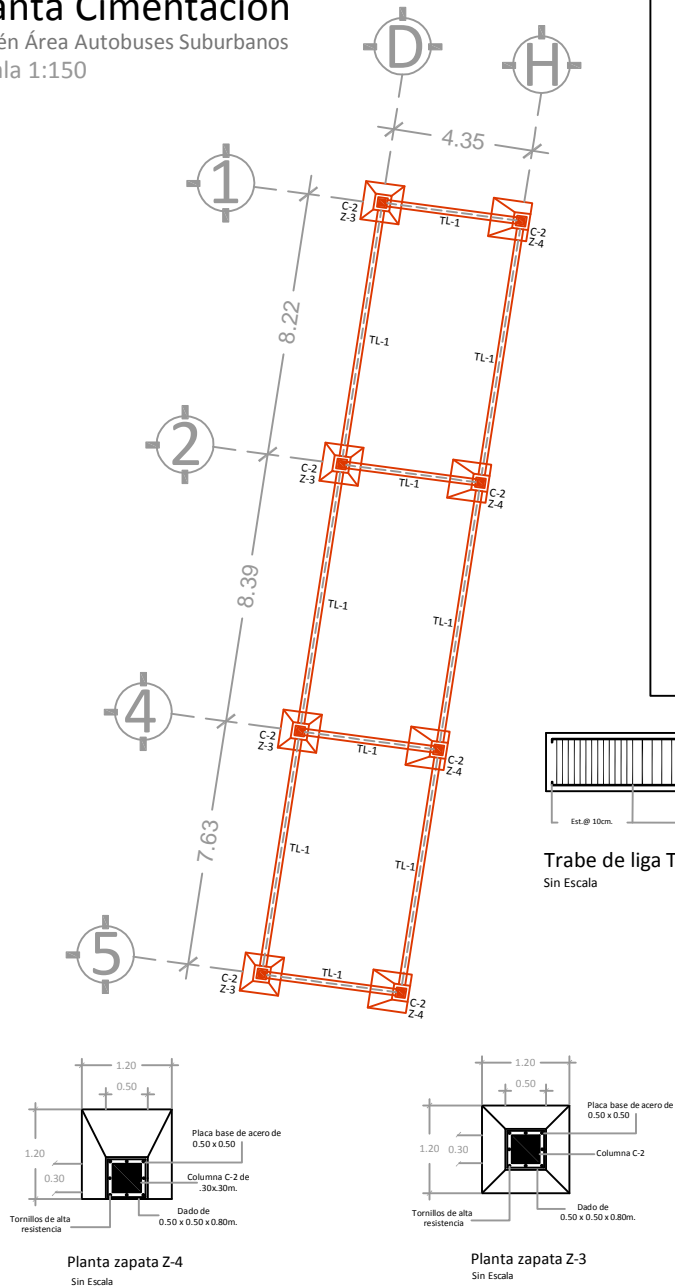 anta Cimentación
én Área Autobuses Suburbanos
la 1:150
D
H
4.35
1
C-2
Z-3
TL-1
C-2
Z-4
8.22
TL-1
TL-1
2
C-2
Z-3
TL-1
C-2
Z-4
8.39
TL-1
TL-1
4
C-2
Z-3
TL-1
C-2
Z-4
7.63
TL-1
TL-1
5
C-2
Z-3
TL-1
C-2
Z-4
Est.@ 10cm.
Trabe de liga T
Sin Escala
1.20
0.50
1.20
0.30
Placa base de acero de
0.50 x 0.50
Columna C-2 de
.30x.30m.
Tornillos de alta
resistencia
Dado de
0.50 x 0.50 x 0.80m.
Planta zapata Z-4
Sin Escala
1.20
0.50
1.20
0.30
Placa base de acero de
0.50 x 0.50
Columna C-2
Tornillos de alta
resistencia
Dado de
0.50 x 0.50 x 0.80m.
Planta zapata Z-3
Sin Escala